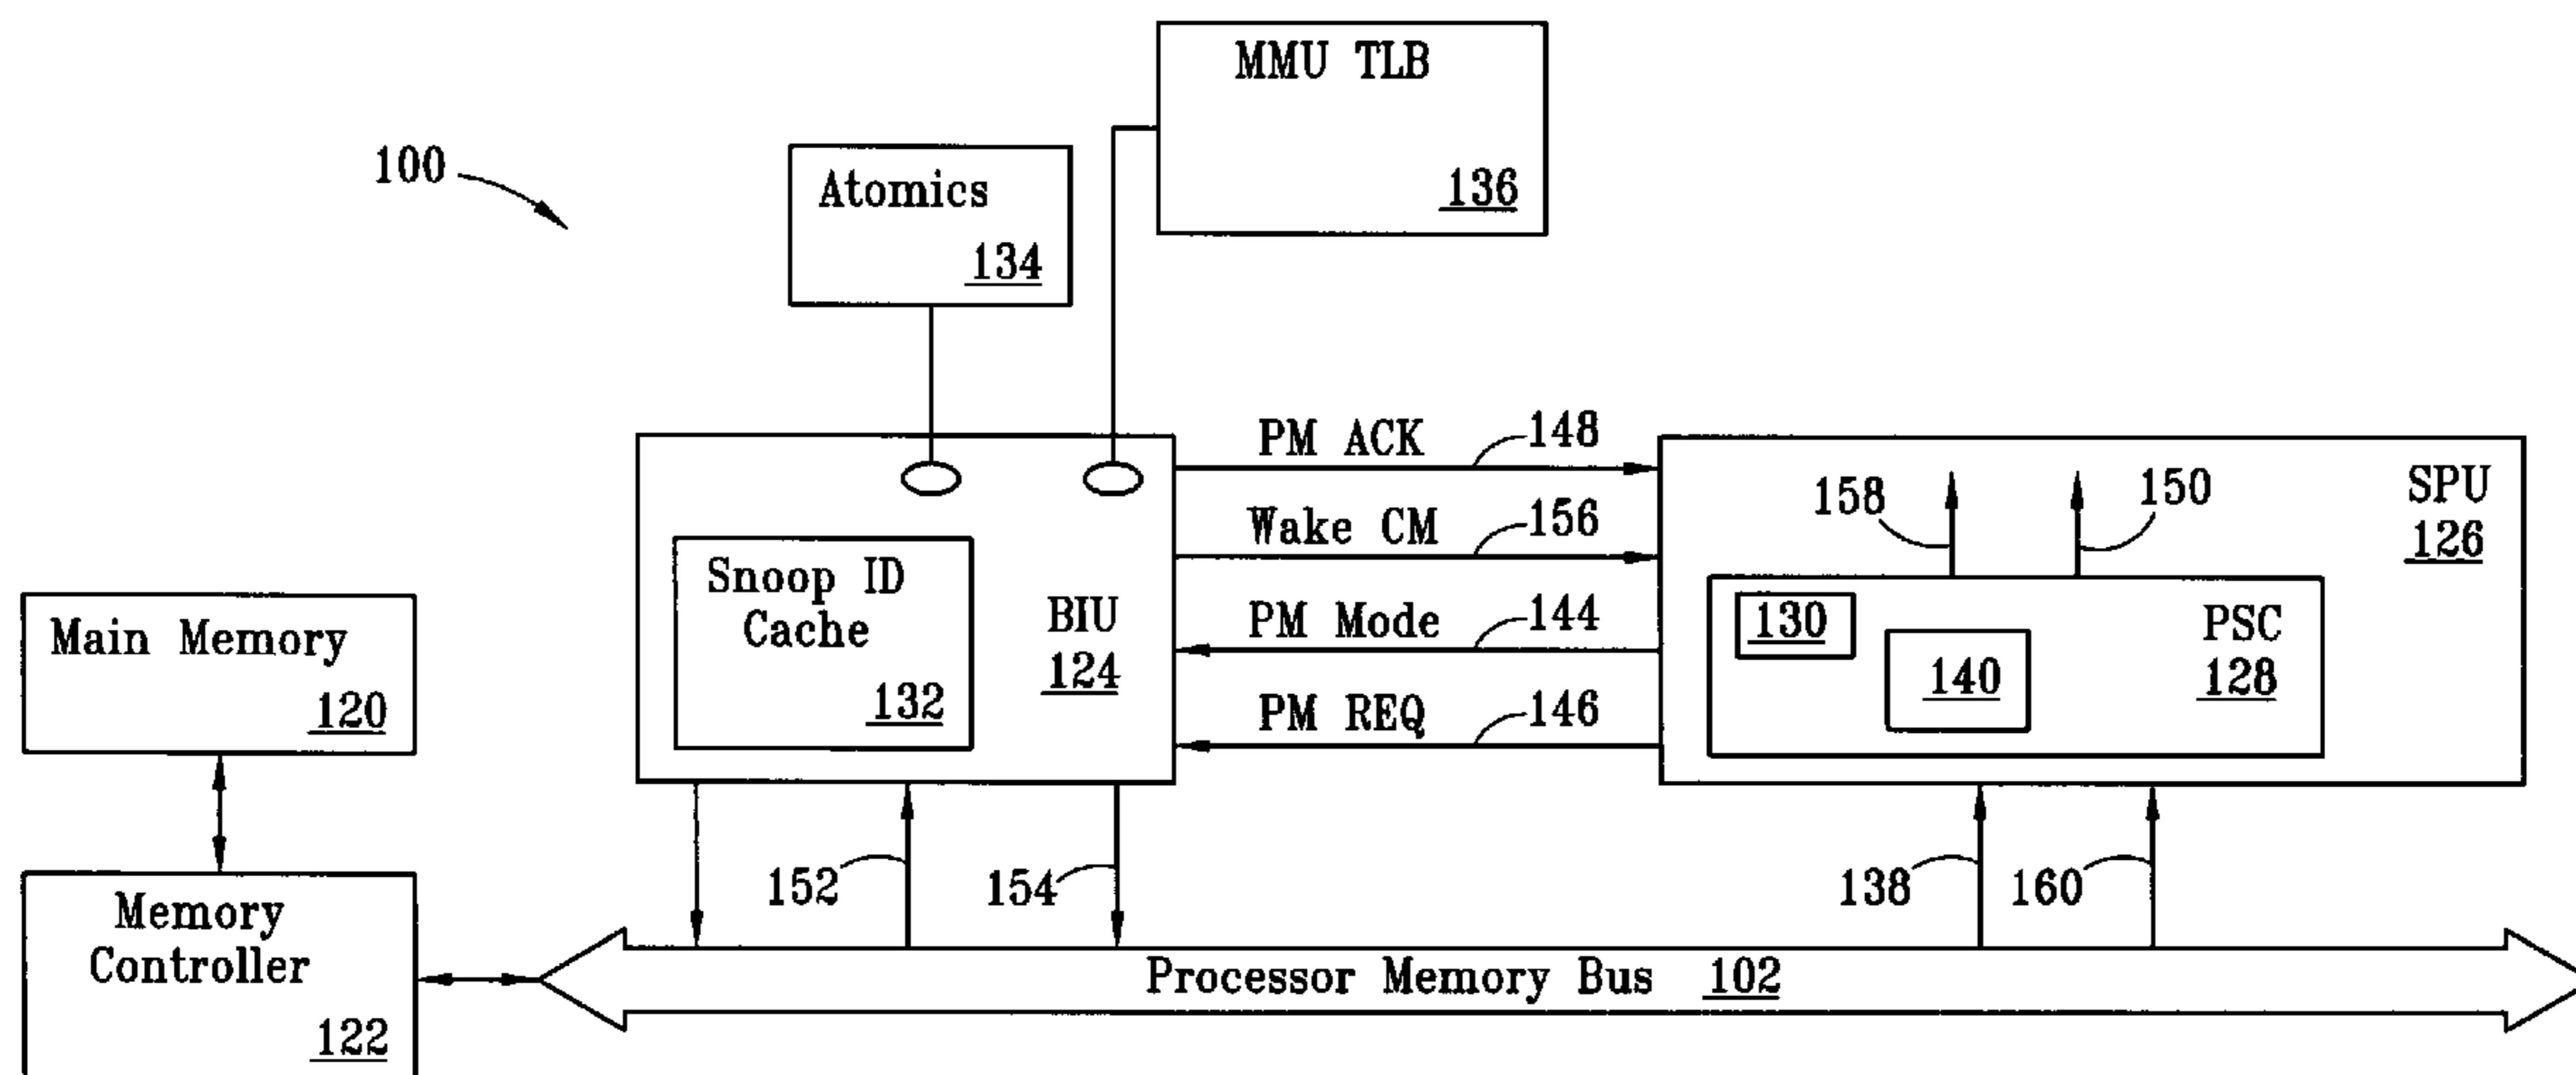 MMU TLB
136
100
Atomics
134
PM ACK
148
Wake CM
156
PM Mode
144
PM REQ
146
Snoop ID
Cache
132
BIU
124
158
150
SPU
126
130
140
PSC
128
Main Memory
120
152
154
138
160
Memory
Controller
122
Processor Memory Bus 102